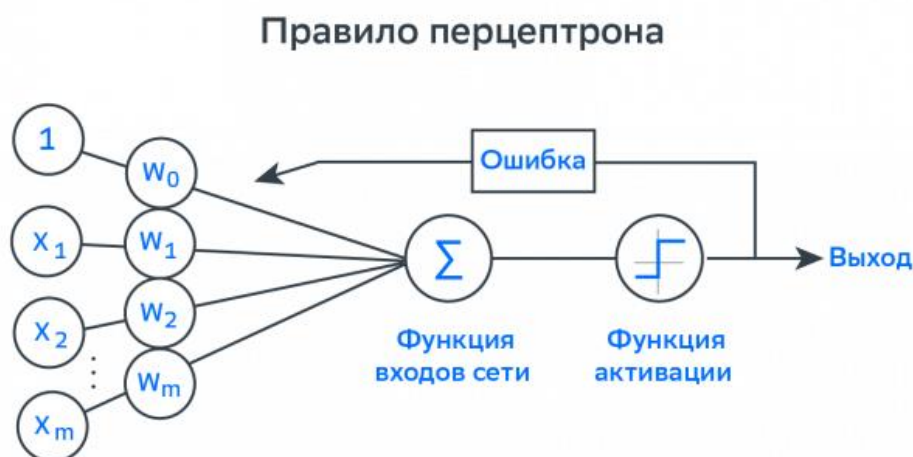 Правило перцептрона
1
w0
Ошибка
x1
w1
Σ
Выход
x2
w2
Функция
входов сети
Функция
активации
wm
xm